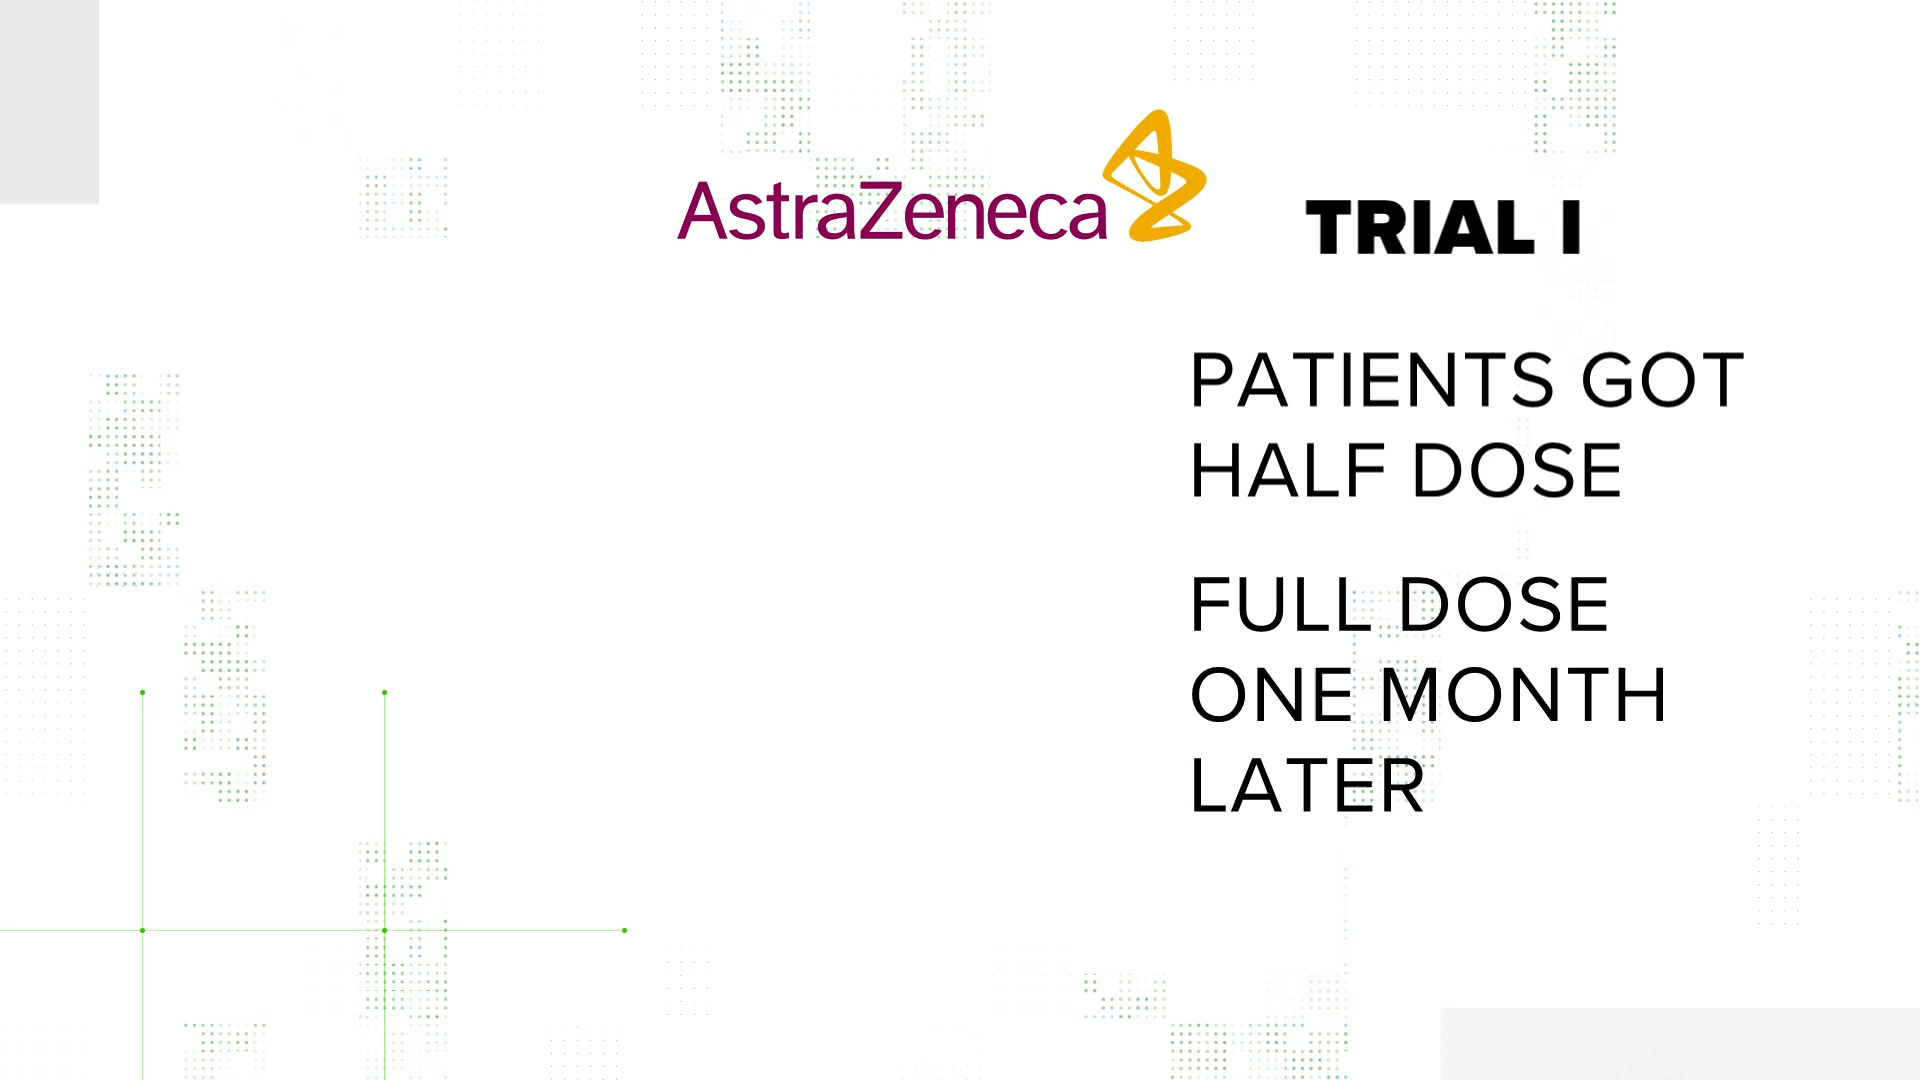 AstraZeneca
TRIAL I
PATIENTS GOT
HALF DOSE
FULL DOSE
ONE MONTH
LATER